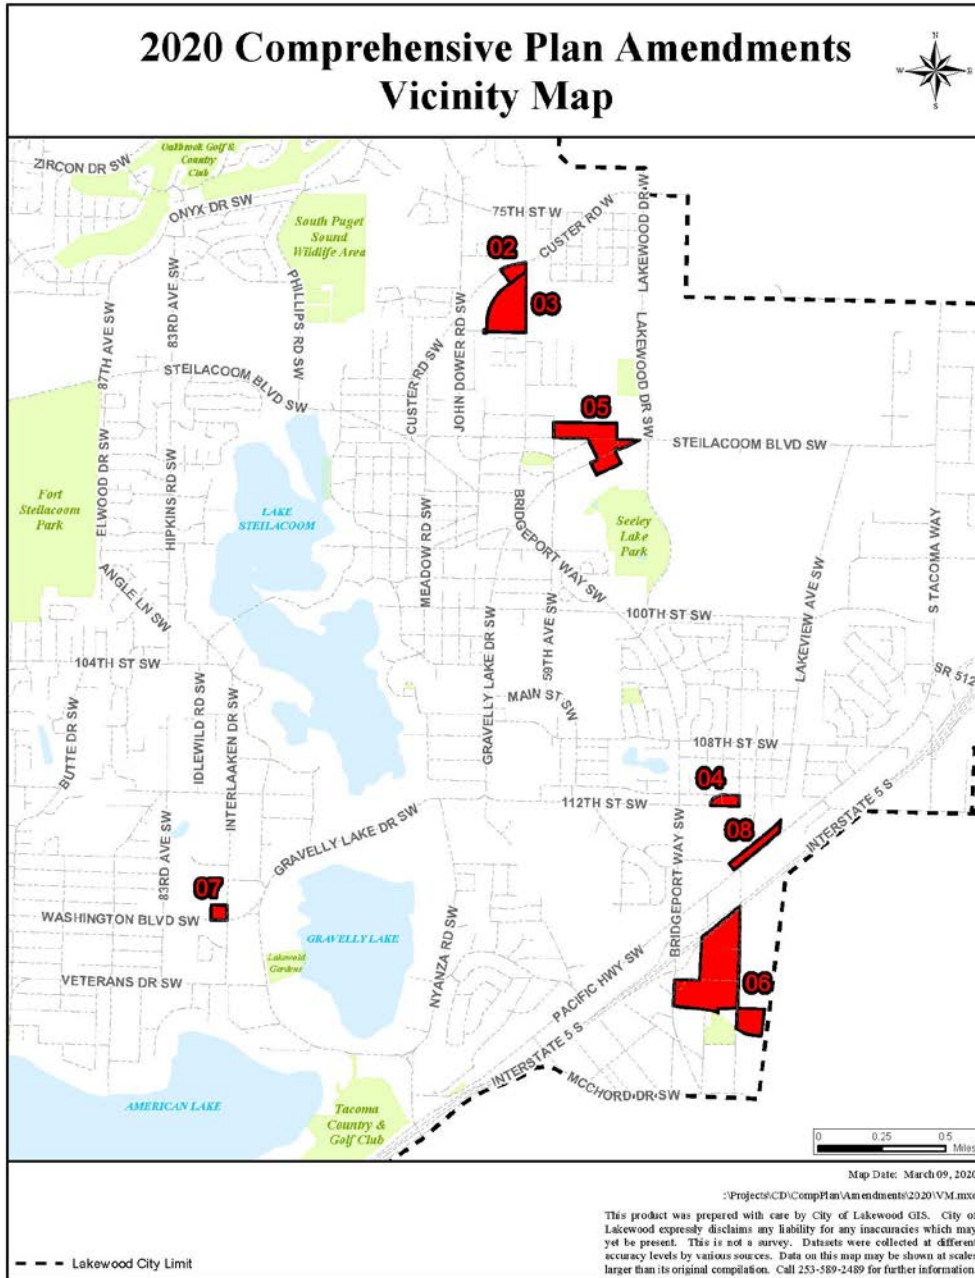 2020 Comprehensive Plan Amendments
Vicinity Map
N
W
E
S
Oakbrook Golf &
Country
Club
ZIRCON DR SW
ONYX DR SW
South Puget
Sound
Wildlife Area
75TH ST W
CUSTER RD W
LAKEWOOD DR W
02
03
83RD AVE SW
87TH AVE SW
PHILLIPS RD SW
JOHN DOWER RD SW
CUSTER RD SW
LAKEWOOD DR SW
STEILACOOM BLVD SW
05
STEILACOOM BLVD SW
ELWOOD DR SW
HIPKINS RD SW
Fort
Steilacoom
Park
LAKE
STEILACOOM
MEADOW RD SW
BRIDGEPORT WAY SW
Seeley
Lake
Park
S TACOMA WAY
LAKEVIEW AVE SW
ANGLE LN SW
100TH ST SW
GRAVELLY LAKE DR SW
59TH AVE SW
104TH ST SW
SR 512
IDLEWILD RD SW
INTERLAAKEN DR SW
BUTTE DR SW
MAIN ST SW
108TH ST SW
04
112TH ST SW
08
INTERSTATE 5 S
83RD AVE SW
GRAVELLY LAKE DR SW
BRIDGEPORT WAY SW
07
WASHINGTON BLVD SW
GRAVELLY LAKE
NYANZA RD SW
Lakewold
Gardens
VETERANS DR SW
PACIFIC HWY SW
06
INTERSTATE 5 S
MCCHORD DR SW
AMERICAN LAKE
Tacoma
Country &
Golf Club
0 0.25 0.5
Miles
Map Date: March 09, 2020
:\Projects\CD\CompPlan\Amendments\2020\VM.mxd
This product was prepared with care by City of Lakewood GIS. City of
Lakewood expressly disclaims any liability for any inaccuracies which may
yet be present. This is not a survey. Datasets were collected at different
accuracy levels by various sources. Data on this map may be shown at scales
larger than its original compilation. Call 253-589-2489 for further information.
Lakewood City Limit